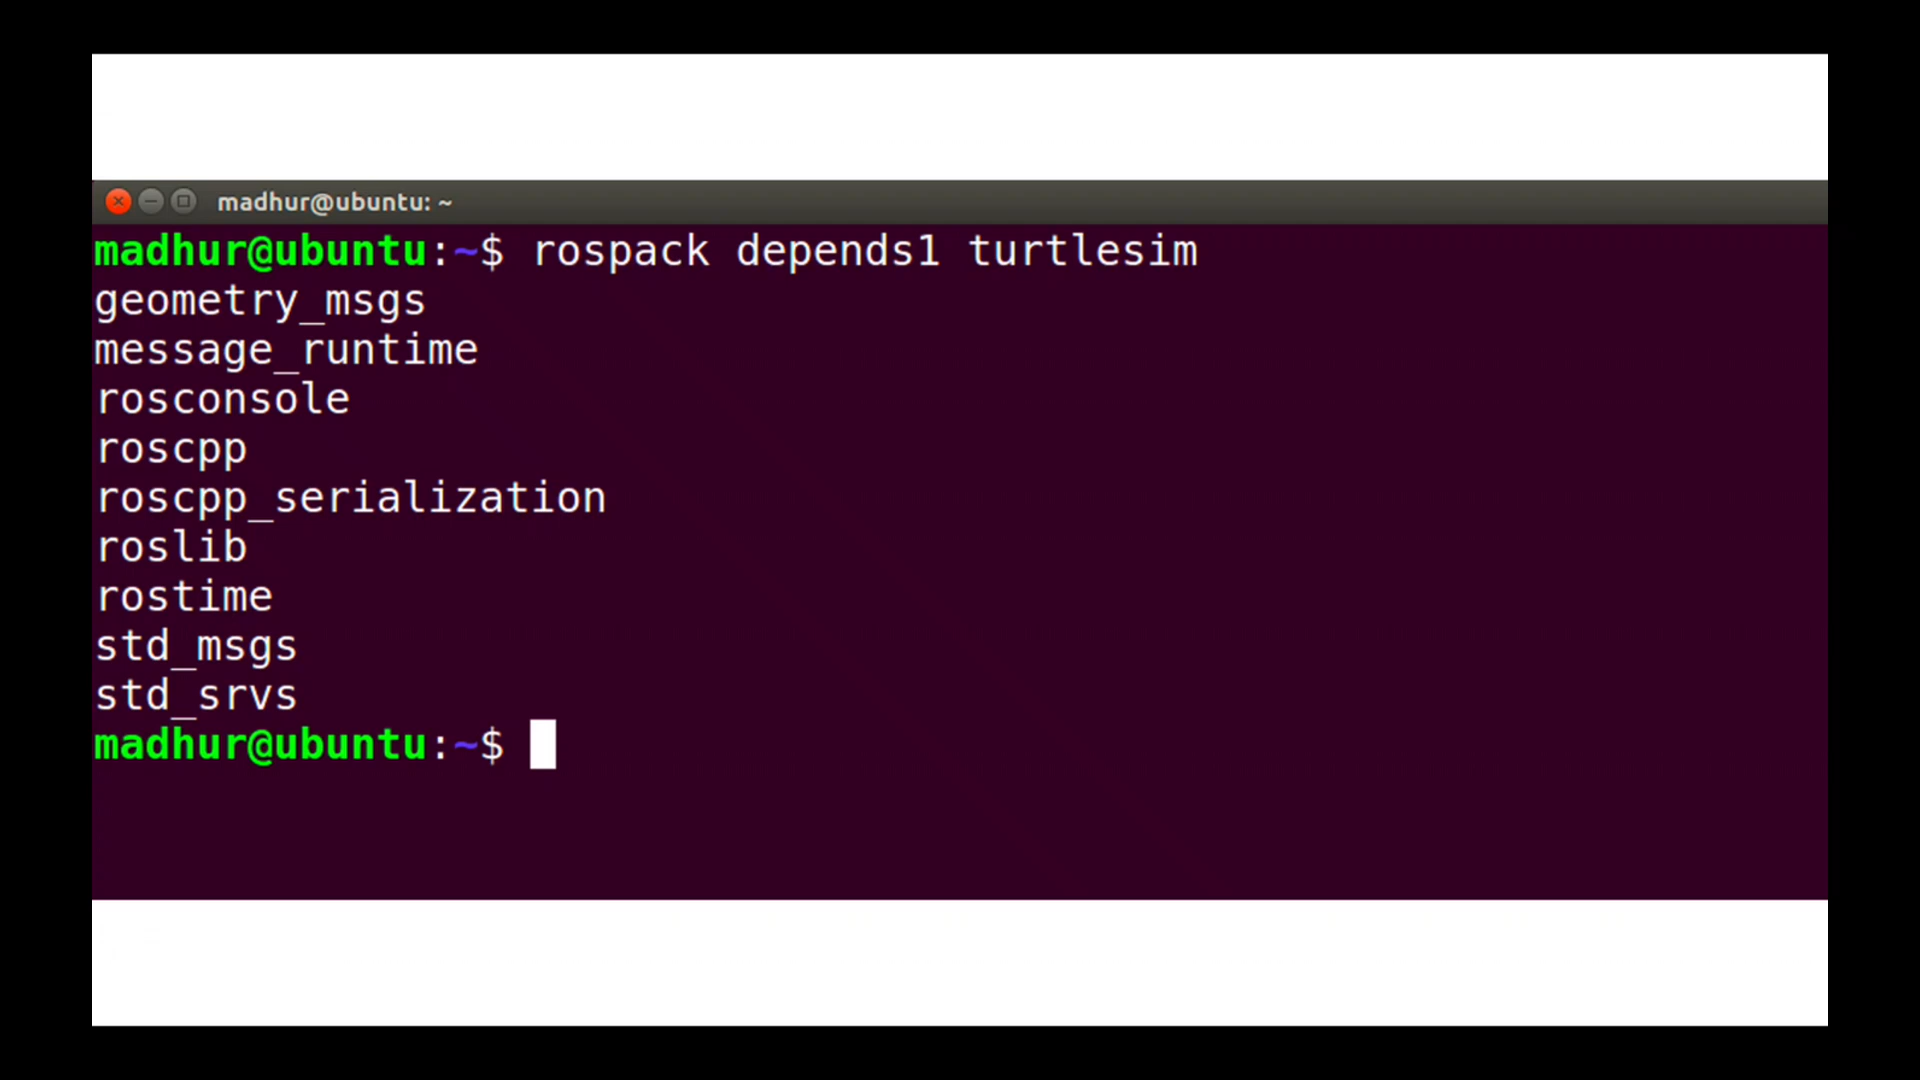 madhur@ubuntu: ~
madhur@ubuntu:~$ rospack depends1 turtlesim
geometry_msgs
message_runtime
rosconsole
roscpp
roscpp_serialization
roslib
rostime
std_msgs
std_srvs
madhur@ubuntu:~$